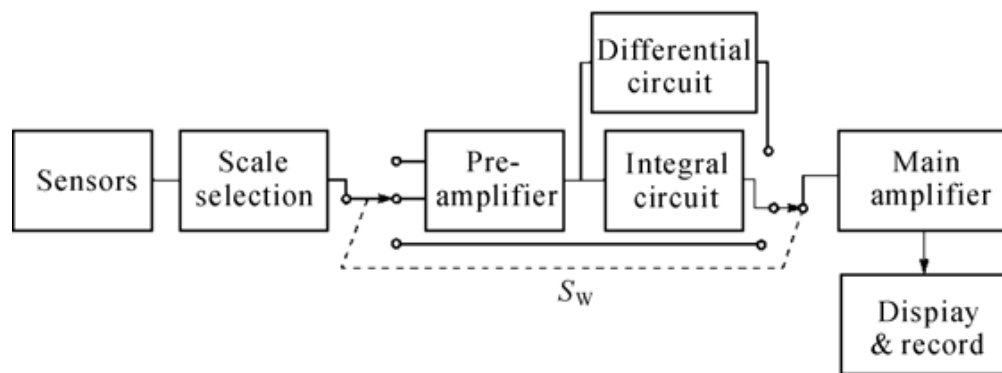 Differential
circuit
Sensors
Scale
selection
Pre-
amplifier
Integral
circuit
Main
amplifier
SW
Dispiay
& record